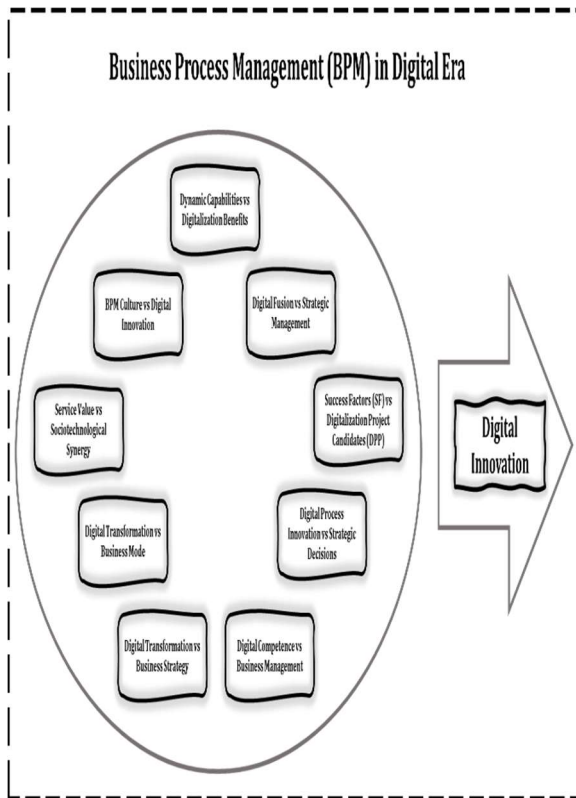 Business Process Management (BPM) in Digital Era
Dynamic Capabilities vs
Digitalization Benefits
BPM Culture vs Digital
Innovation
Digital Fusion vs Strategic
Management
Service Value vs
Sociotechnological
Synergy
Success Factors (SF) vs
Digitalization Project
Candidates (DPP)
Digital
Innovation
Digital Transformation vs
Business Mode
Digital Process
Innovation vs Strategic
Decisions
Digital Transformation vs
Business Strategy
Digital Competence vs
Business Management